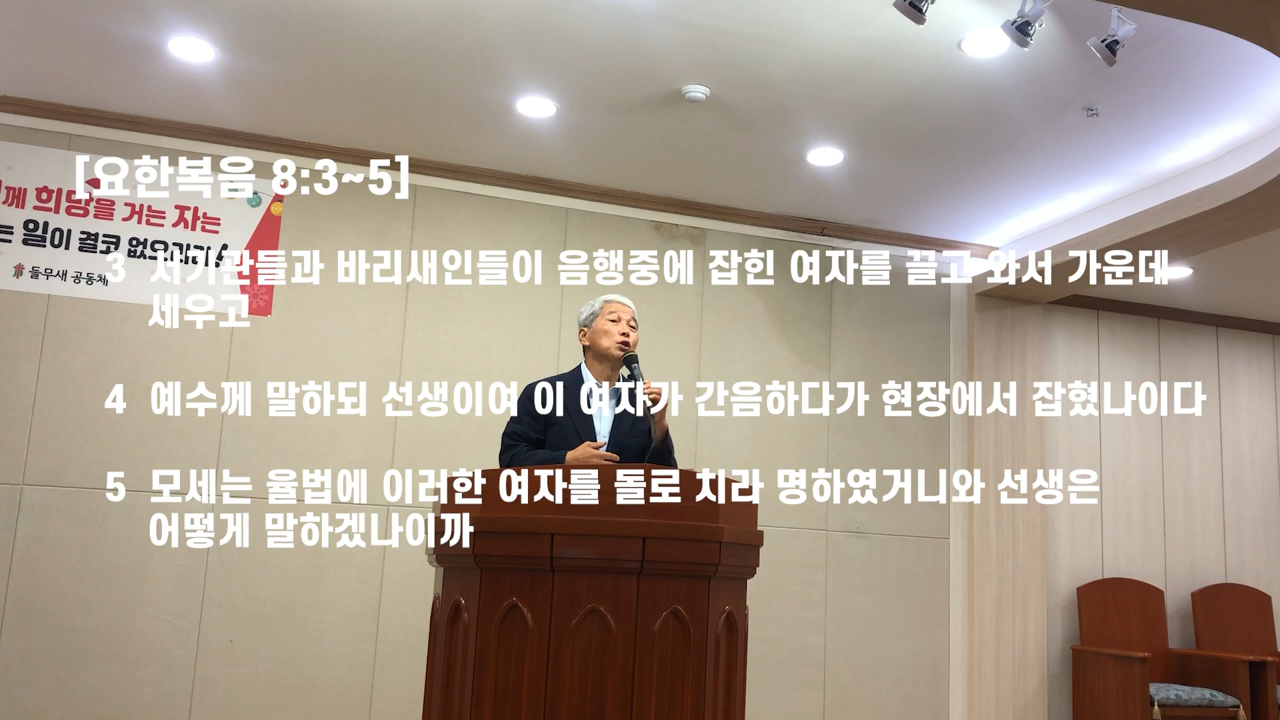 [요한복음 8:3~5]
께 희망을 거는 자는
는 일이 결코 없으리라!
들무새 공동체
3 서기관들과 바리새인들이 음행중에 잡힌 여자를 끌고 와서 가운데
세우고
4 예수께 말하되 선생이여 이 여자가 간음하다가 현장에서 잡혔나이다
5 모세는 율법에 이러한 여자를 돌로 치라 명하였거니와 선생은
어떻게 말하겠나이까